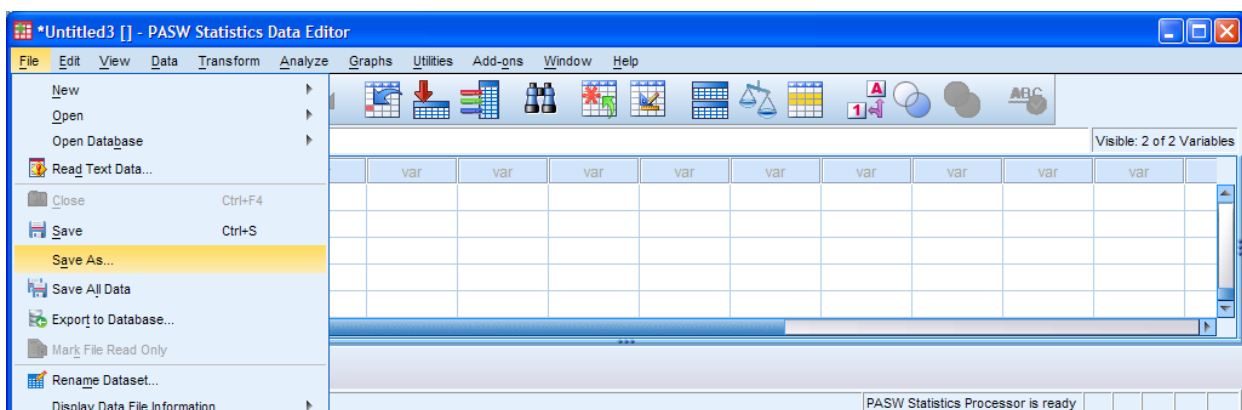 *Untitled3 [] - PASW Statistics Data Editor
File Edit View Data Transform Analyze Graphs Utilities Add-ons Window Help
New
Open
Open Database
Read Text Data...
Close Ctrl+F4
Save Ctrl+S
Save As...
Save All Data
Export to Database...
Mark File Read Only
Rename Dataset...
Display Data File Information
A
1
ABC
Visible: 2 of 2 Variables
var var var var var var var var var
PASW Statistics Processor is ready